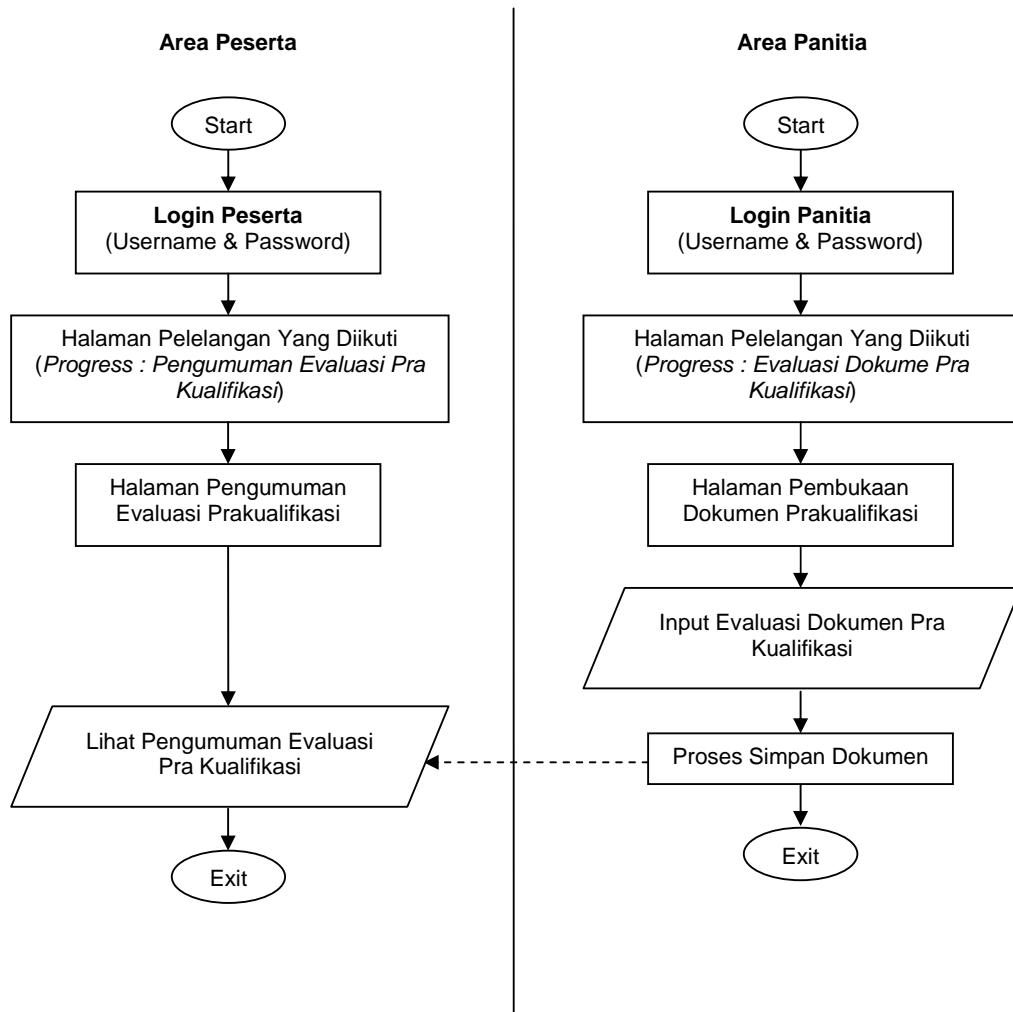 Area Peserta
Start
Login Peserta
(Username & Password)
Halaman Pelelangan Yang Diikuti
(Progress : Pengumuman Evaluasi Pra
Kualifikasi)
Halaman Pengumuman
Evaluasi Prakualifikasi
Lihat Pengumuman Evaluasi
Pra Kualifikasi
Exit
Area Panitia
Start
Login Panitia
(Username & Password)
Halaman Pelelangan Yang Diikuti
(Progress : Evaluasi Dokume Pra
Kualifikasi)
Halaman Pembukaan
Dokumen Prakualifikasi
Input Evaluasi Dokumen Pra
Kualifikasi
Proses Simpan Dokumen
Exit